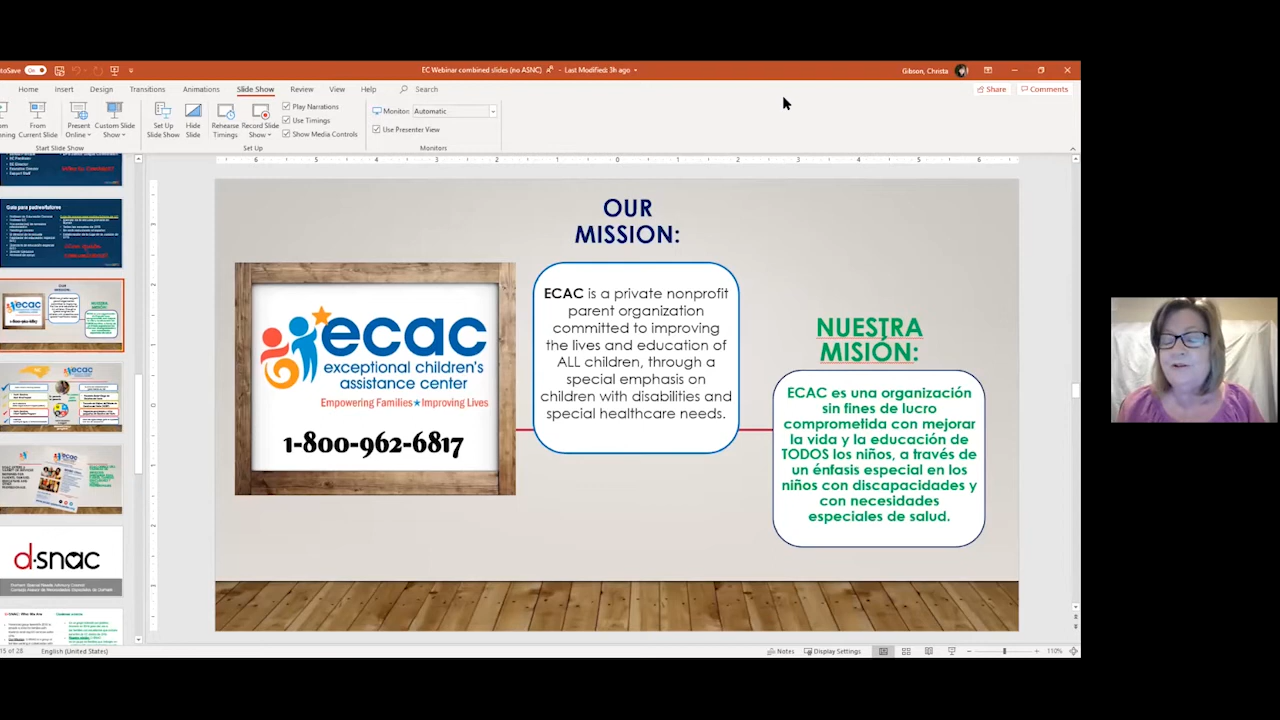 utoSave On
EC Webinar combined slides (no ASNC) - Last Modified: 3h ago
Gibson, Christa
Home Insert Design Transitions Animations Slide Show Review View Help Search
Share Comments
From Current Slide
Present Online
Custom Slide Show
Set Up Slide Show
Hide Slide
Rehearse Timings
Record Slide Show
Play Narrations
Use Timings
Show Media Controls
Monitor: Automatic
Use Presenter View
Start Slide Show
Set Up
Monitors
OUR
MISSION:
ecac
exceptional children's
assistance center
Empowering Families★Improving Lives
1-800-962-6817
ECAC is a private nonprofit
parent organization
committed to improving
the lives and education of
ALL children, through a
special emphasis on
children with disabilities and
special healthcare needs.
NUESTRA
MISIÓN:
ECAC es una organización
sin fines de lucro
comprometida con mejorar
la vida y la educación de
TODOS los niños, a través de
un énfasis especial en los
niños con discapacidades y
con necesidades
especiales de salud.
d·snac
15 of 28
English (United States)
Notes
Display Settings
110%